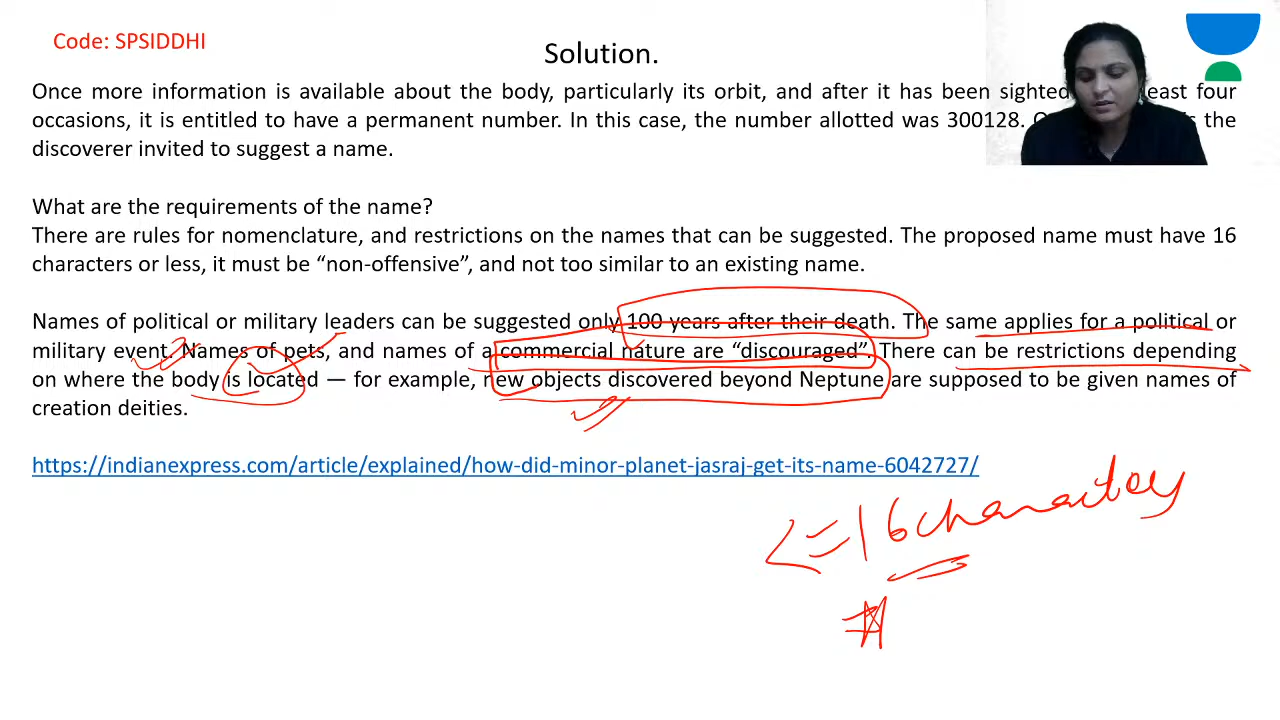 Code: SPSIDDHI
Solution.
Once more information is available about the body, particularly its orbit, and after it has been sighted east four
occasions, it is entitled to have a permanent number. In this case, the number allotted was 300128. the
discoverer invited to suggest a name.
What are the requirements of the name?
There are rules for nomenclature, and restrictions on the names that can be suggested. The proposed name must have 16
characters or less, it must be “non-offensive”, and not too similar to an existing name.
Names of political or military leaders can be suggested only 100 years after their death. The same applies for a political or
military event. Names of pets, and names of a commercial nature are “discouraged”. There can be restrictions depending
on where the body is located — for example, new objects discovered beyond Neptune are supposed to be given names of
creation deities.
https://indianexpress.com/article/explained/how-did-minor-planet-jasraj-get-its-name-6042727/
<=16 characters